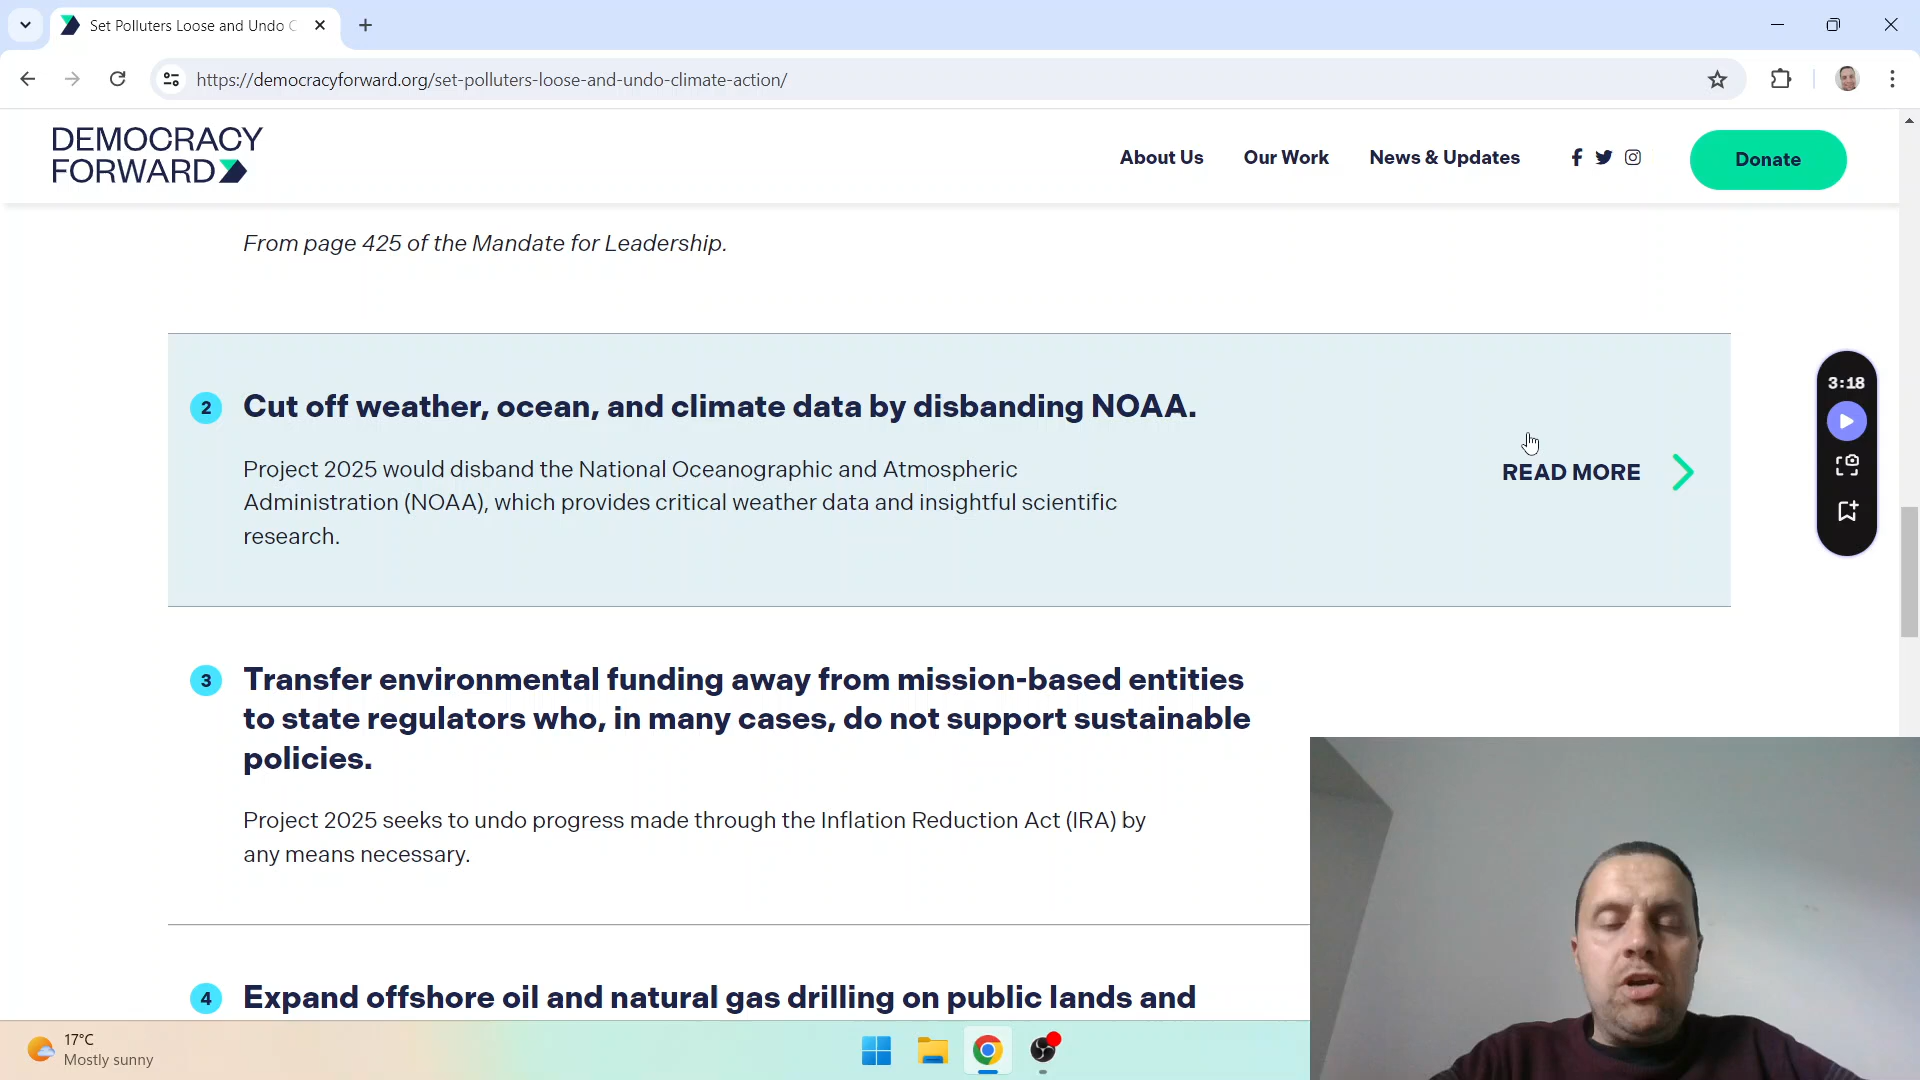 Set Polluters Loose and Undo C
https://democracyforward.org/set-polluters-loose-and-undo-climate-action/
DEMOCRACY
FORWARD
About Us
Our Work
News & Updates
Donate
From page 425 of the Mandate for Leadership.
2
Cut off weather, ocean, and climate data by disbanding NOAA.
Project 2025 would disband the National Oceanographic and Atmospheric
Administration (NOAA), which provides critical weather data and insightful scientific
research.
READ MORE
3:18
3
Transfer environmental funding away from mission-based entities
to state regulators who, in many cases, do not support sustainable
policies.
Project 2025 seeks to undo progress made through the Inflation Reduction Act (IRA) by
any means necessary.
4
Expand offshore oil and natural gas drilling on public lands and
17°C
Mostly sunny